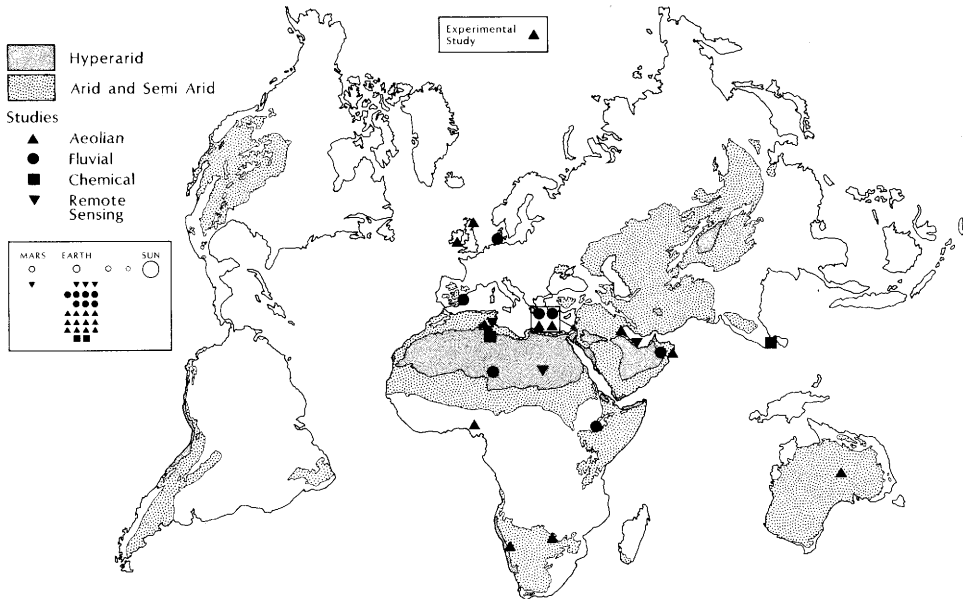 Experimental
Study
Hyperarid
Arid and Semi Arid
Studies
Aeolian
Fluvial
Chemical
Remote
Sensing
MARS EARTH SUN